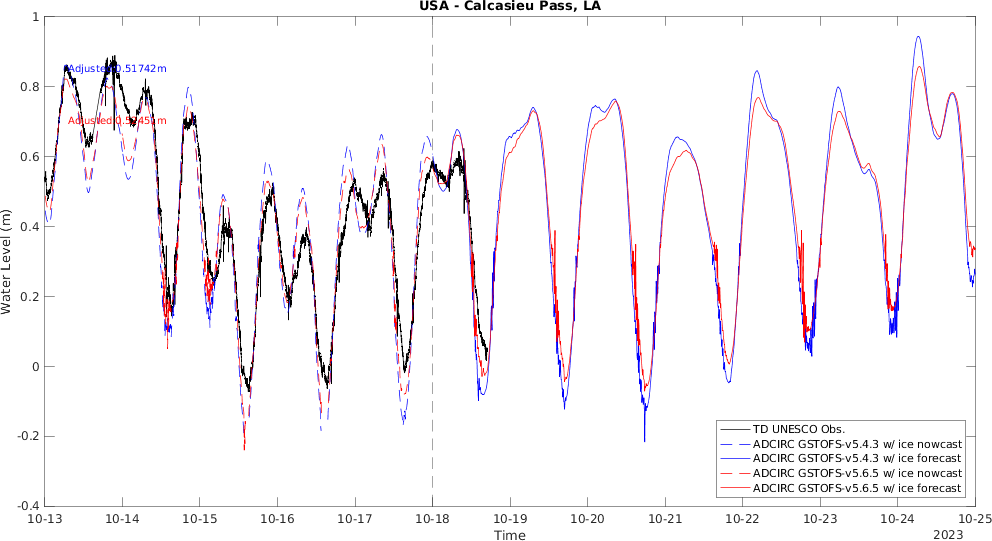 USA - Calcasieu Pass, LA
1
0.8
0.6
0.4
0.2
0
-0.2
-0.4
Water Level (m)
Adjusted 0.51742m
Adjusted
TD UNESCO Obs.
ADCIRC GSTOFS-v5.4.3 w/ ice nowcast
ADCIRC GSTOFS-v5.4.3 w/ ice forecast
ADCIRC GSTOFS-v5.6.5 w/ ice nowcast
ADCIRC GSTOFS-v5.6.5 w/ ice forecast
10-13 10-14 10-15 10-16 10-17 10-18 10-19 10-20 10-21 10-22 10-23 10-24 10-25
Time
2023